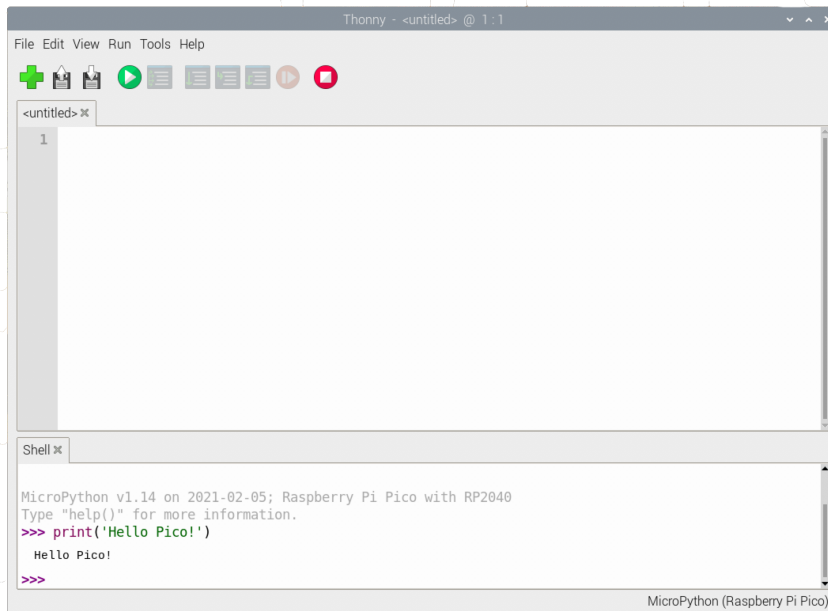 Thonny - <untitled> @ 1:1
File Edit View Run Tools Help
<untitled>
1
Shell
MicroPython v1.14 on 2021-02-05; Raspberry Pi Pico with RP2040
Type "help()" for more information.
>>> print('Hello Pico!')
Hello Pico!
>>>
MicroPython (Raspberry Pi Pico)